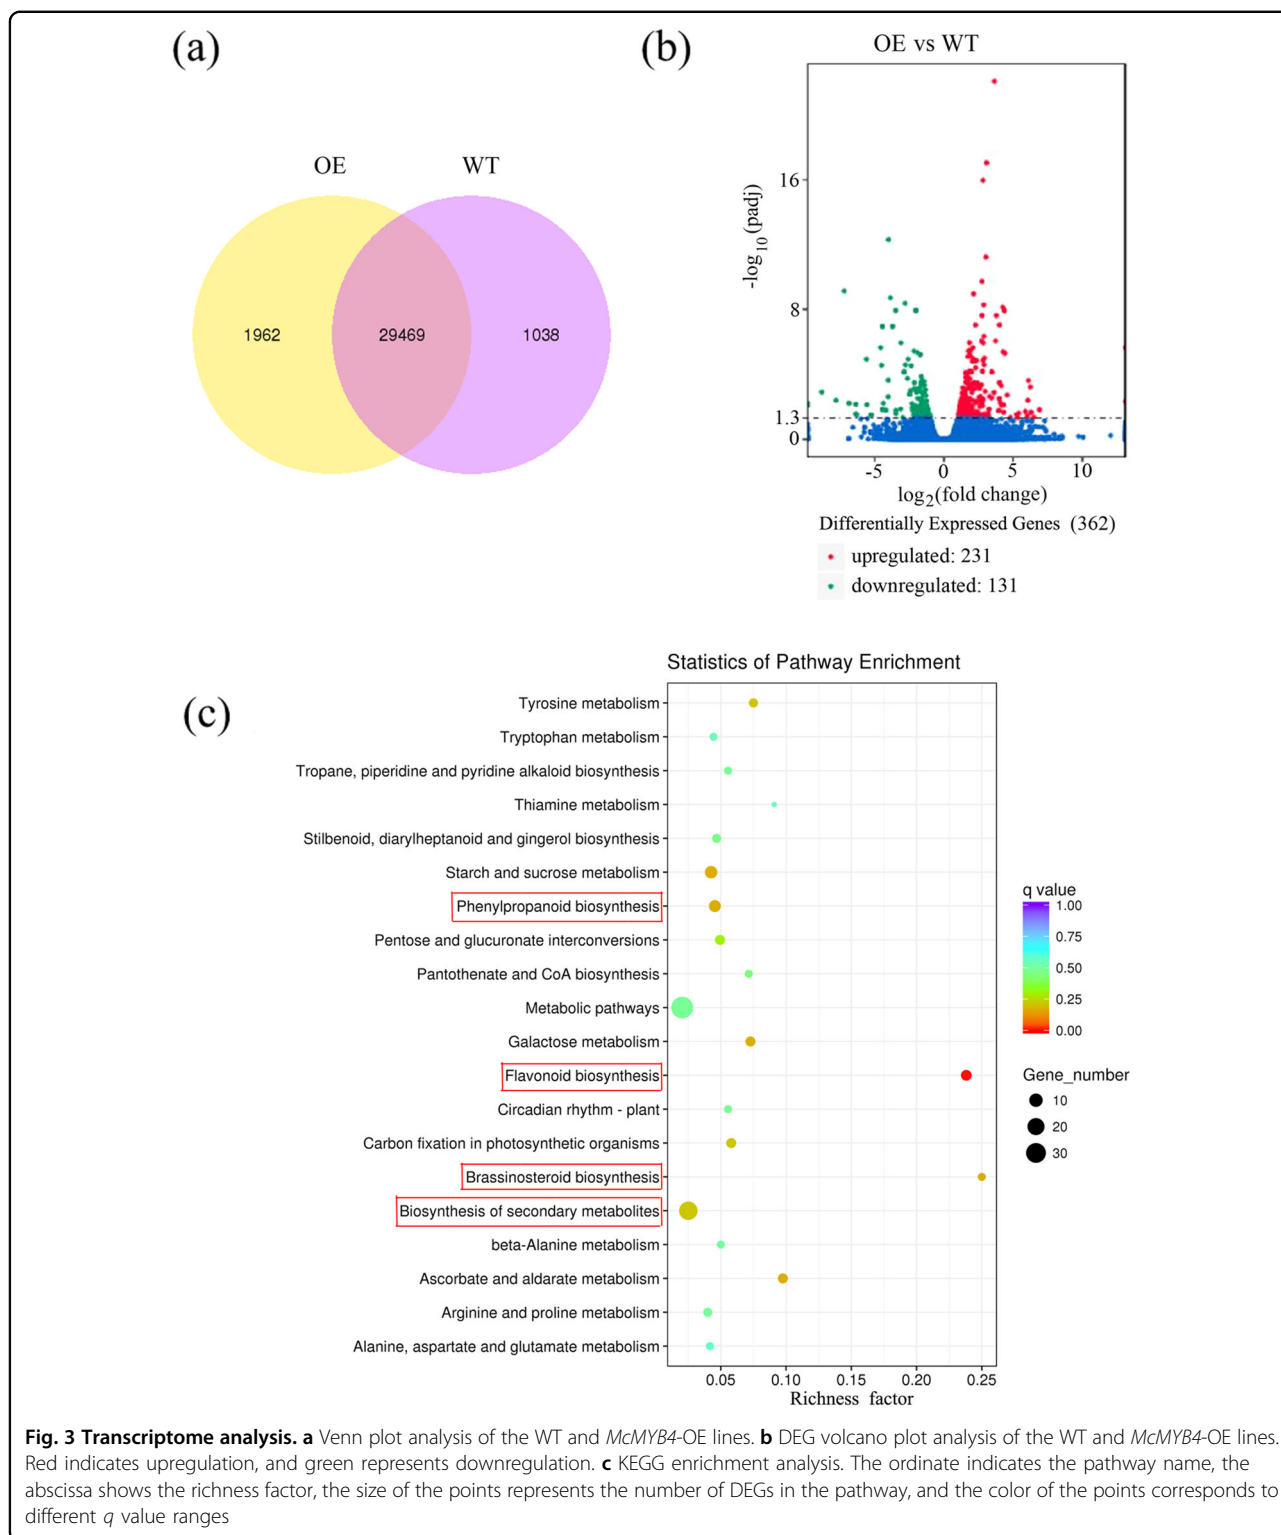 (a)
OE
WT
1962
29469
1038
(b)
OE vs WT
-log10(padj)
16
8
1.3
0
-5
0
5
10
log2(fold change)
Differentially Expressed Genes (362)
upregulated: 231
downregulated: 131
(c)
Statistics of Pathway Enrichment
Tyrosine metabolism
Tryptophan metabolism
Tropane, piperidine and pyridine alkaloid biosynthesis
Thiamine metabolism
Stilbenoid, diarylheptanoid and gingerol biosynthesis
Starch and sucrose metabolism
Phenylpropanoid biosynthesis
Pentose and glucuronate interconversions
Pantothenate and CoA biosynthesis
Metabolic pathways
Galactose metabolism
Flavonoid biosynthesis
Circadian rhythm - plant
Carbon fixation in photosynthetic organisms
Brassinosteroid biosynthesis
Biosynthesis of secondary metabolites
beta-Alanine metabolism
Ascorbate and aldarate metabolism
Arginine and proline metabolism
Alanine, aspartate and glutamate metabolism
0.05
0.10
0.15
0.20
0.25
Richness factor
q value
1.00
0.75
0.50
0.25
0.00
Gene_number
10
20
30
Fig. 3 Transcriptome analysis. a Venn plot analysis of the WT and McMYB4-OE lines. b DEG volcano plot analysis of the WT and McMYB4-OE lines.
Red indicates upregulation, and green represents downregulation. c KEGG enrichment analysis. The ordinate indicates the pathway name, the
abscissa shows the richness factor, the size of the points represents the number of DEGs in the pathway, and the color of the points corresponds to
different q value ranges